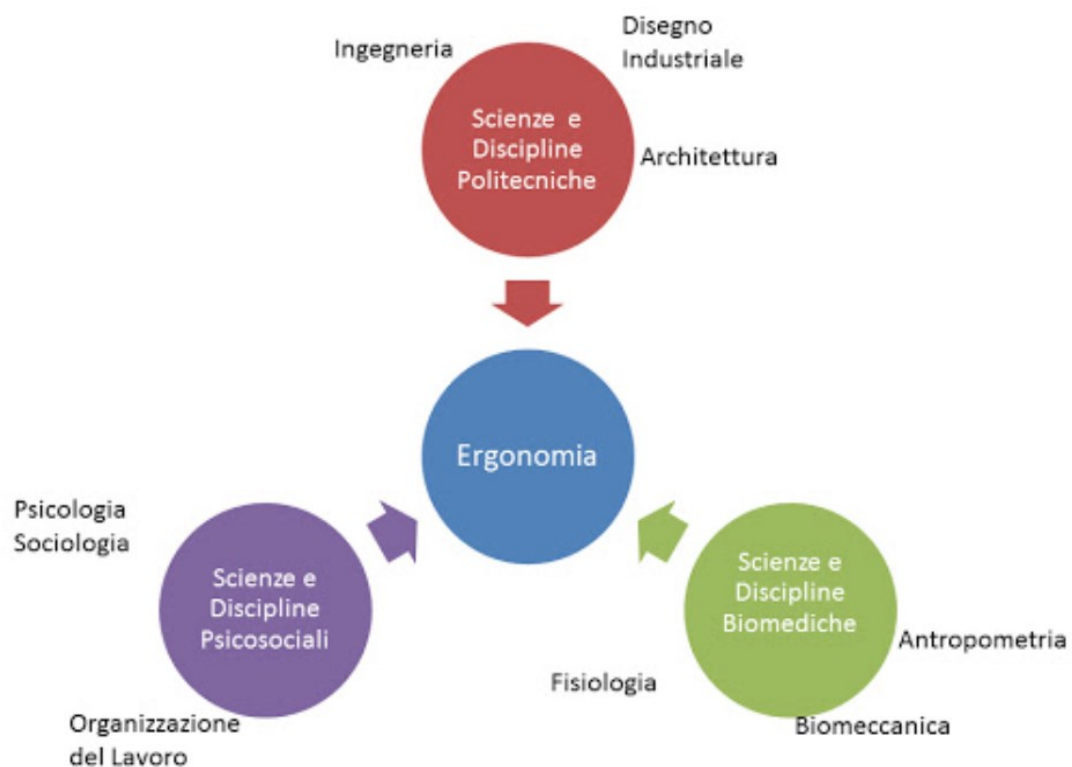 Ingegneria
Disegno
Industriale
Scienze e
Discipline
Politecniche
Architettura
Ergonomia
Psicologia
Sociologia
Scienze e
Discipline
Psicosociali
Organizzazione
del Lavoro
Scienze e
Discipline
Biomediche
Antropometria
Fisiologia
Biomeccanica